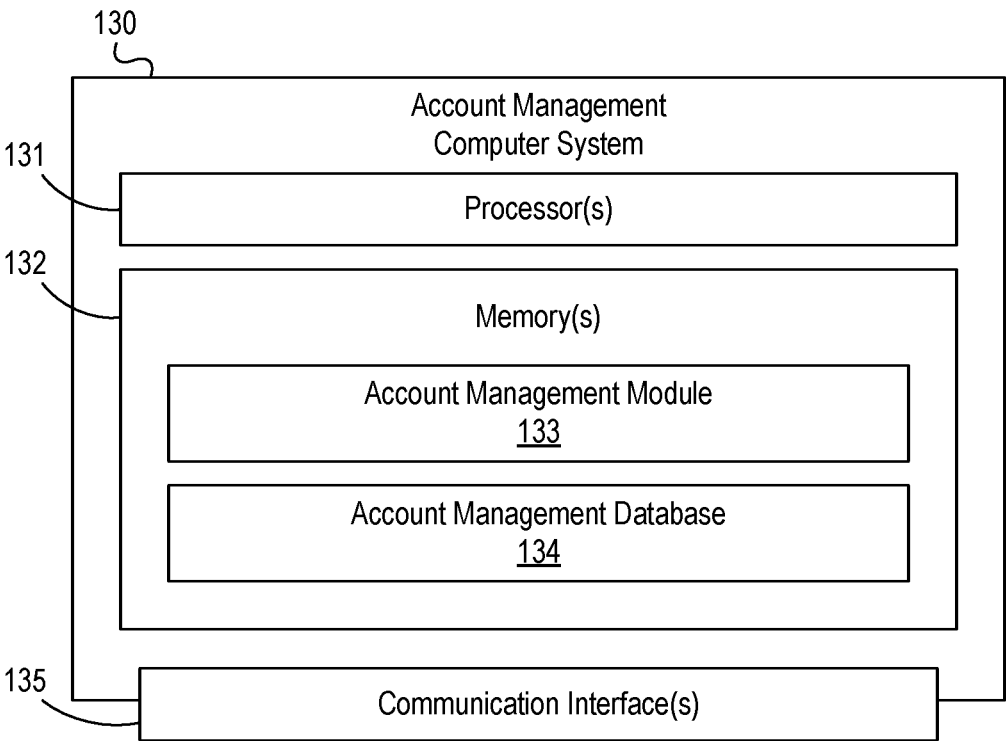 130
Account Management
Computer System
131
Processor(s)
132
Memory(s)
Account Management Module
133
Account Management Database
134
135
Communication Interface(s)